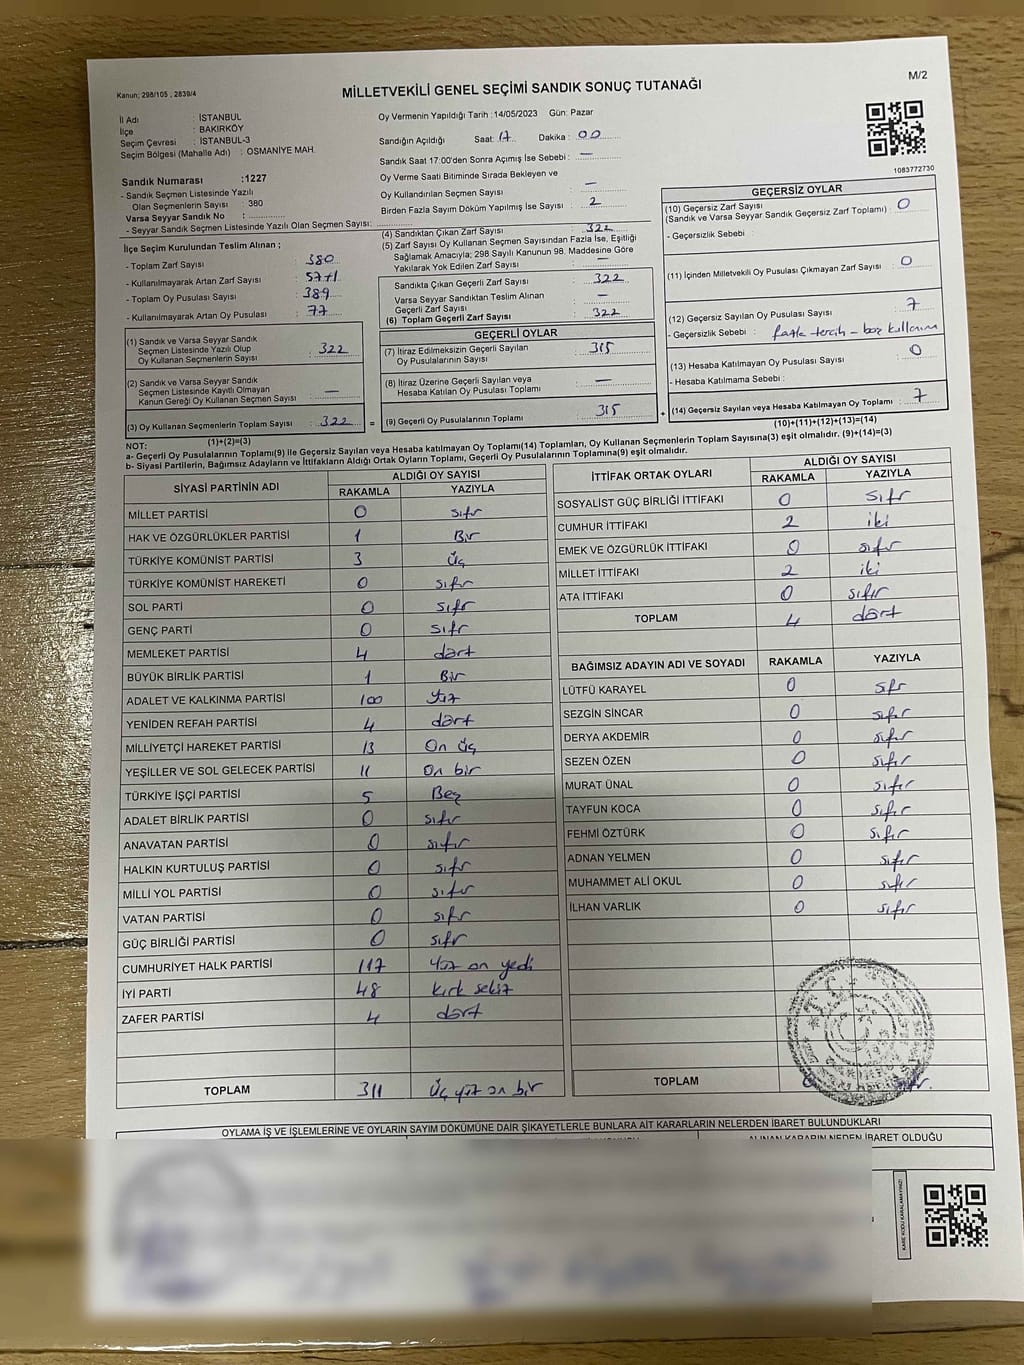 M/2
Kanun; 298/105 , 2839/4
MİLLETVEKİLİ GENEL SEÇİMİ SANDIK SONUÇ TUTANAĞI
İl Adı : İSTANBUL
İlçe : BAKIRKÖY
Seçim Çevresi : İSTANBUL-3
Seçim Bölgesi (Mahalle Adı) : OSMANİYE MAH.
Sandık Numarası :1227
- Sandık Seçmen Listesinde Yazılı
Olan Seçmenlerin Sayısı : 380
Varsa Seyyar Sandık No :
- Seyyar Sandık Seçmen Listesinde Yazılı Olan Seçmen Sayısı:
Oy Vermenin Yapıldığı Tarih :14/05/2023 Gün: Pazar
Sandığın Açıldığı Saat: 17 Dakika : 00
Sandık Saat 17:00'den Sonra Açımış İse Sebebi : —
Oy Verme Saati Bitiminde Sırada Bekleyen ve
Oy Kullandırılan Seçmen Sayısı : —
Birden Fazla Sayım Döküm Yapılmış İse Sayısı : 2
1083772730
İlçe Seçim Kurulundan Teslim Alınan ;
- Toplam Zarf Sayısı : 380
- Kullanılmayarak Artan Zarf Sayısı : 57+1
- Toplam Oy Pusulası Sayısı : 389
- Kullanılmayarak Artan Oy Pusulası : 77
(1) Sandık ve Varsa Seyyar Sandık
Seçmen Listesinde Yazılı Olup
Oy Kullanan Seçmenlerin Sayısı : 322
(2) Sandık ve Varsa Seyyar Sandık
Seçmen Listesinde Kayıtlı Olmayan
Kanun Gereği Oy Kullanan Seçmen Sayısı : —
(3) Oy Kullanan Seçmenlerin Toplam Sayısı : 322 =
(1)+(2)=(3)
(4) Sandıktan Çıkan Zarf Sayısı : 322
(5) Zarf Sayısı Oy Kullanan Seçmen Sayısından Fazla İse, Eşitliği
Sağlamak Amacıyla; 298 Sayılı Kanunun 98. Maddesine Göre
Yakılarak Yok Edilen Zarf Sayısı : —
Sandıkta Çıkan Geçerli Zarf Sayısı : 322
Varsa Seyyar Sandıktan Teslim Alınan
Geçerli Zarf Sayısı : —
(6) Toplam Geçerli Zarf Sayısı : 322
GEÇERLİ OYLAR
(7) İtiraz Edilmeksizin Geçerli Sayılan
Oy Pusulalarının Sayısı : 315
(8) İtiraz Üzerine Geçerli Sayılan veya
Hesaba Katılan Oy Pusulası Toplamı : —
(9) Geçerli Oy Pusulalarının Toplamı : 315 +
GEÇERSİZ OYLAR
(10) Geçersiz Zarf Sayısı
(Sandık ve Varsa Seyyar Sandık Geçersiz Zarf Toplamı) : 0
- Geçersizlik Sebebi :
(11) İçinden Milletvekili Oy Pusulası Çıkmayan Zarf Sayısı : 0
(12) Geçersiz Sayılan Oy Pusulası Sayısı : 7
- Geçersizlik Sebebi : fazla tercih – boş kullanım
(13) Hesaba Katılmayan Oy Pusulası Sayısı : 0
- Hesaba Katılmama Sebebi :
(14) Geçersiz Sayılan veya Hesaba Katılmayan Oy Toplamı : 7
(10)+(11)+(12)+(13)=(14)
NOT:
a- Geçerli Oy Pusulalarının Toplamı(9) ile Geçersiz Sayılan veya Hesaba katılmayan Oy Toplamı(14) Toplamları, Oy Kullanan Seçmenlerin Toplam Sayısına(3) eşit olmalıdır. (9)+(14)=(3)
b- Siyasi Partilerin, Bağımsız Adayların ve İttifakların Aldığı Ortak Oyların Toplamı, Geçerli Oy Pusulalarının Toplamına(9) eşit olmalıdır.
SİYASİ PARTİNİN ADI ALDIĞI OY SAYISI
RAKAMLA YAZIYLA
MİLLET PARTİSİ 0 sıfır
HAK VE ÖZGÜRLÜKLER PARTİSİ 1 Bir
TÜRKİYE KOMÜNİST PARTİSİ 3 Üç
TÜRKİYE KOMÜNİST HAREKETİ 0 sıfır
SOL PARTİ 0 sıfır
GENÇ PARTİ 0 sıfır
MEMLEKET PARTİSİ 4 dört
BÜYÜK BİRLİK PARTİSİ 1 Bir
ADALET VE KALKINMA PARTİSİ 100 Yüz
YENİDEN REFAH PARTİSİ 4 dört
MİLLİYETÇİ HAREKET PARTİSİ 13 On üç
YEŞİLLER VE SOL GELECEK PARTİSİ 11 On bir
TÜRKİYE İŞÇİ PARTİSİ 5 Beş
ADALET BİRLİK PARTİSİ 0 sıfır
ANAVATAN PARTİSİ 0 sıfır
HALKIN KURTULUŞ PARTİSİ 0 sıfır
MİLLİ YOL PARTİSİ 0 sıfır
VATAN PARTİSİ 0 sıfır
GÜÇ BİRLİĞİ PARTİSİ 0 sıfır
CUMHURİYET HALK PARTİSİ 117 Yüz on yedi
İYİ PARTİ 48 kırk sekiz
ZAFER PARTİSİ 4 dört
TOPLAM 311 Üç yüz on bir
İTTİFAK ORTAK OYLARI ALDIĞI OY SAYISI
RAKAMLA YAZIYLA
SOSYALİST GÜÇ BİRLİĞİ İTTİFAKI 0 sıfır
CUMHUR İTTİFAKI 2 iki
EMEK VE ÖZGÜRLÜK İTTİFAKI 0 sıfır
MİLLET İTTİFAKI 2 iki
ATA İTTİFAKI 0 sıfır
TOPLAM 4 dört
BAĞIMSIZ ADAYIN ADI VE SOYADI RAKAMLA YAZIYLA
LÜTFÜ KARAYEL 0 sıfır
SEZGİN SİNCAR 0 sıfır
DERYA AKDEMİR 0 sıfır
SEZEN ÖZEN 0 sıfır
MURAT ÜNAL 0 sıfır
TAYFUN KOCA 0 sıfır
FEHMİ ÖZTÜRK 0 sıfır
ADNAN YELMEN 0 sıfır
MUHAMMET ALİ OKUL 0 sıfır
İLHAN VARLIK 0 sıfır
TOPLAM 0 sıfır.
OYLAMA İŞ VE İŞLEMLERİNE VE OYLARIN SAYIM DÖKÜMÜNE DAİR ŞİKAYETLERLE BUNLARA AİT KARARLARIN NELERDEN İBARET BULUNDUKLARI
ALINAN KARARIN NEDEN İBARET OLDUĞU
KARE KODU KARALAMAYINIZ!